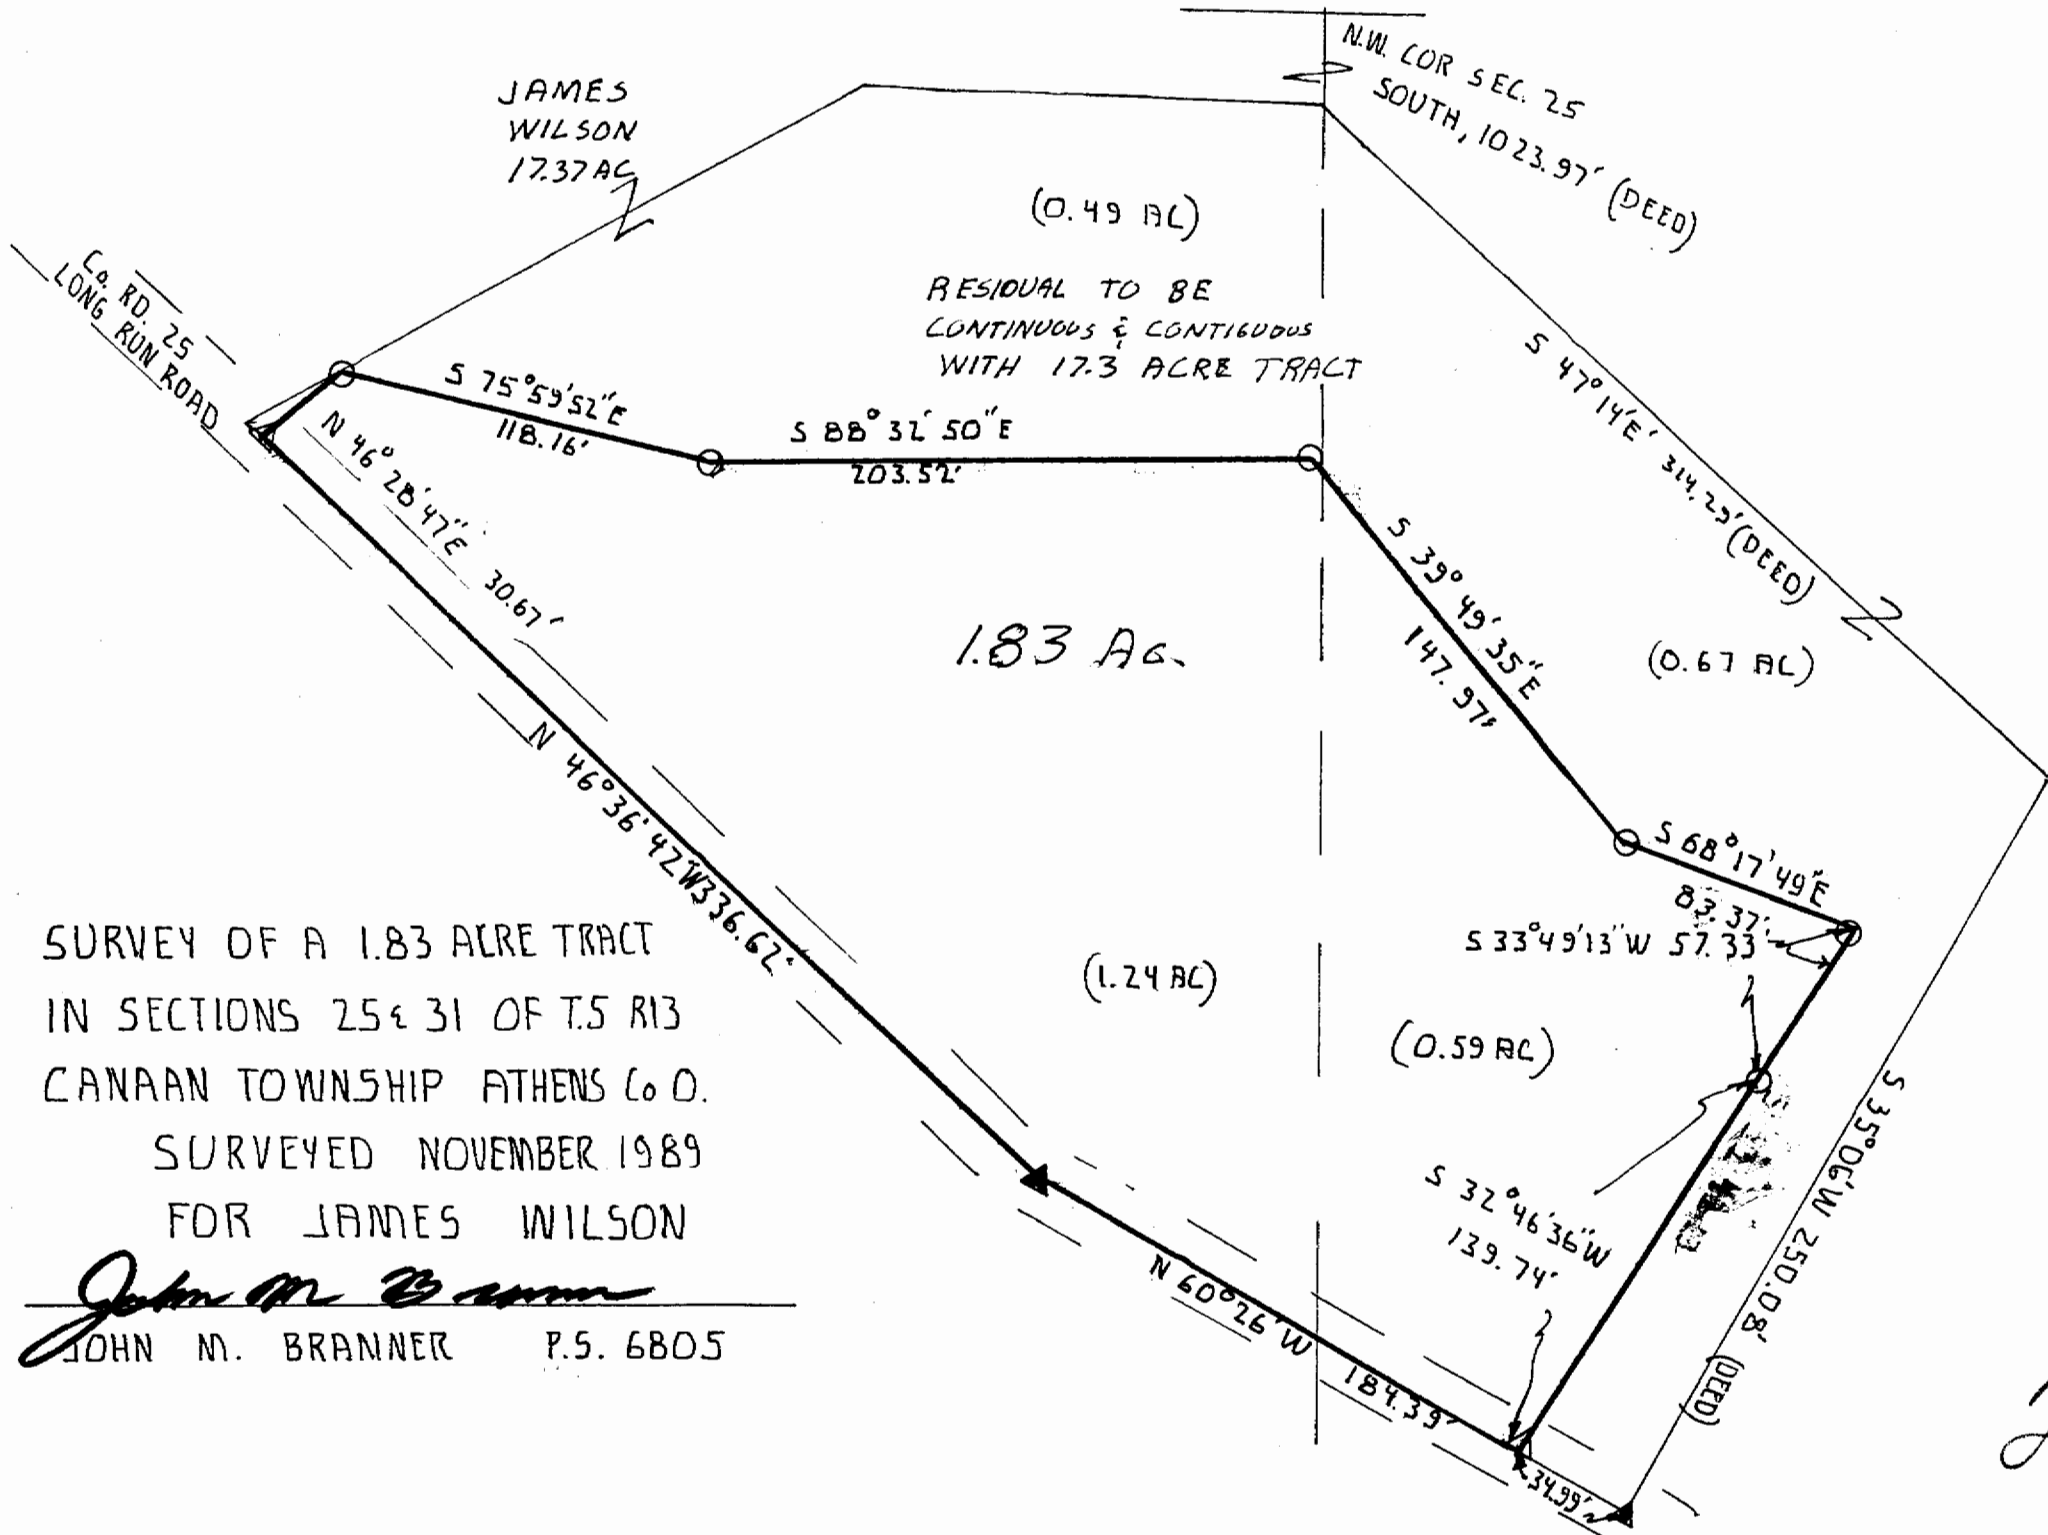 N.W. COR SEC. 25
SOUTH, 1023.97' (DEED)
JAMES
WILSON
17.37 AC
(0.49 AC)
Co. RD. 25
LONG RUN ROAD
RESIDUAL TO BE
CONTINUOUS & CONTIGUOUS
WITH 17.3 ACRE TRACT
S 47° 14'E 314.29' (DEED)
S 75° 59' 52" E
118.16'
S 88° 32' 50" E
203.52'
N 46° 28' 47" E 30.67'
S 39° 49' 35" E
147.97'
1.83 Ac.
(0.67 AC)
N 46° 36' 42" W 336.62'
S 68° 17' 49" E
83.37'
S 33° 49' 13" W 57.33'
(1.24 AC)
(0.59 AC)
S 35° 06' W 250.08' (DEED)
S 32° 46' 36" W
139.74'
N 60° 26' W
184.39'
34.99'
SURVEY OF A 1.83 ACRE TRACT
IN SECTIONS 25 & 31 OF T.5 R13
CANAAN TOWNSHIP ATHENS Co O.
SURVEYED NOVEMBER 1989
FOR JAMES WILSON
John M Branner
JOHN M. BRANNER P.S. 6805